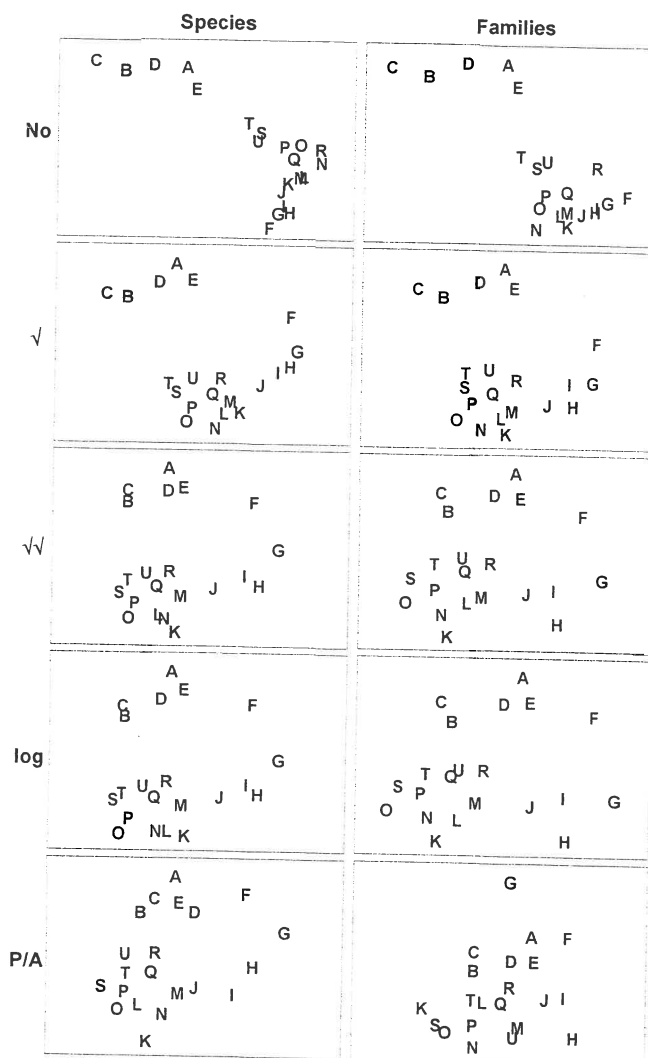 Species Families
No
C B D A
E
T
U S
P O R
Q N
K M
J
I
G H
F
C B D A
E
T S U R
P Q
O L M J H I G F
N K
√
A
D E
C B
F
G
I H
T S U R
Q J
P M
O L K
N
A
D E
C B
F
T U R
S Q I G
P J H
O L M
N K
√√
A
C D E
B F
G
T U R I
S Q J H
P M
O L N
K
A
C D E
B F
T U R
S Q G
P L M J I
O
N H
K
log
A
C D E
B F
G
U R I
S T Q J H
P M
O N L K
A
C D E
B F
T Q U R
S P M J I G
O N L
K H
P/A
A
B C E D F
G
U R
T Q H
S P M J I
O L N
K
G
A F
C D E
B
R
K T L Q J I
S O P M
N U H